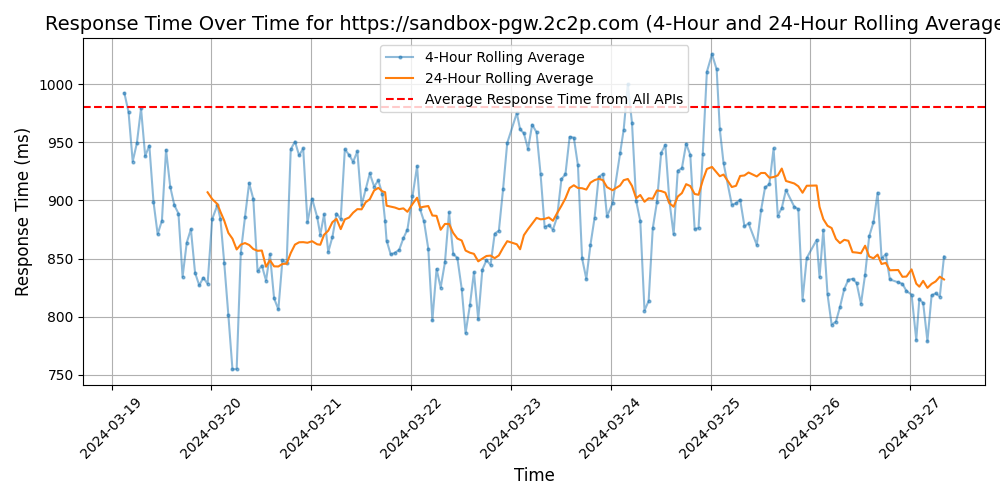 Response Time Over Time for https://sandbox-pgw.2c2p.com (4-Hour and 24-Hour Rolling Average
4-Hour Rolling Average
24-Hour Rolling Average
Average Response Time from All APIs
Response Time (ms)
1000
950
900
850
800
750
2024-03-19
2024-03-20
2024-03-21
2024-03-22
2024-03-23
2024-03-24
2024-03-25
2024-03-26
2024-03-27
Time